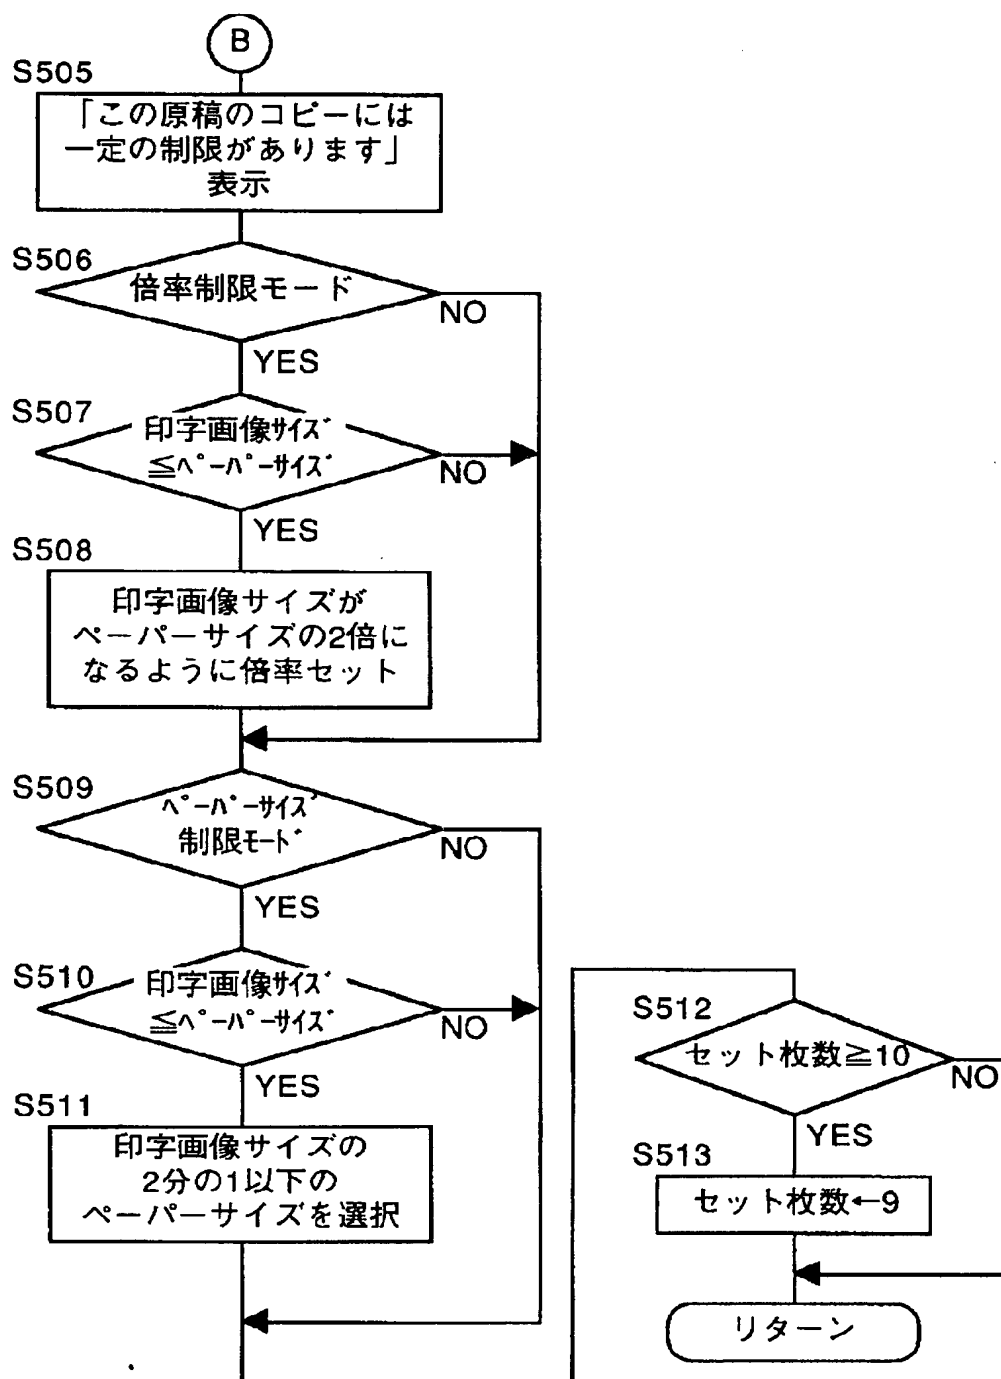 B
S505
「この原稿のコピーには
一定の制限があります」
表示
S506
倍率制限モード
NO
YES
S507
印字画像ｻｲｽﾞ
≦ﾍﾟｰﾊﾟｰｻｲｽﾞ
NO
YES
S508
印字画像サイズが
ペーパーサイズの2倍に
なるように倍率セット
S509
ﾍﾟｰﾊﾟｰｻｲｽﾞ
制限ﾓｰﾄﾞ
NO
YES
S510
印字画像ｻｲｽﾞ
≦ﾍﾟｰﾊﾟｰｻｲｽﾞ
NO
YES
S511
印字画像サイズの
2分の1以下の
ペーパーサイズを選択
S512
セット枚数≧10
NO
YES
S513
セット枚数←9
リターン